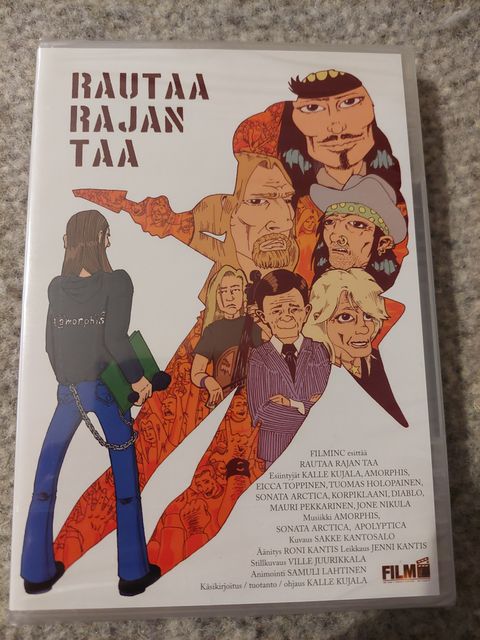 RAUTAA
RAJAN
TAA
amorphis
FILMINC esittää
RAUTAA RAJAN TAA
Esiintyjät KALLE KUJALA, AMORPHIS,
EICCA TOPPINEN, TUOMAS HOLOPAINEN,
SONATA ARCTICA, KORPIKLAANI, DIABLO,
MAURI PEKKARINEN, JONE NIKULA
Musiikki AMORPHIS,
SONATA ARCTICA, APOLYPTICA
Kuvaus SAKKE KANTOSALO
Äänitys RONI KANTIS Leikkaus JENNI KANTIS
Stillkuvaus VILLE JUURIKKALA
Animointi SAMULI LAHTINEN
Käsikirjoitus / tuotanto / ohjaus KALLE KUJALA
FILM